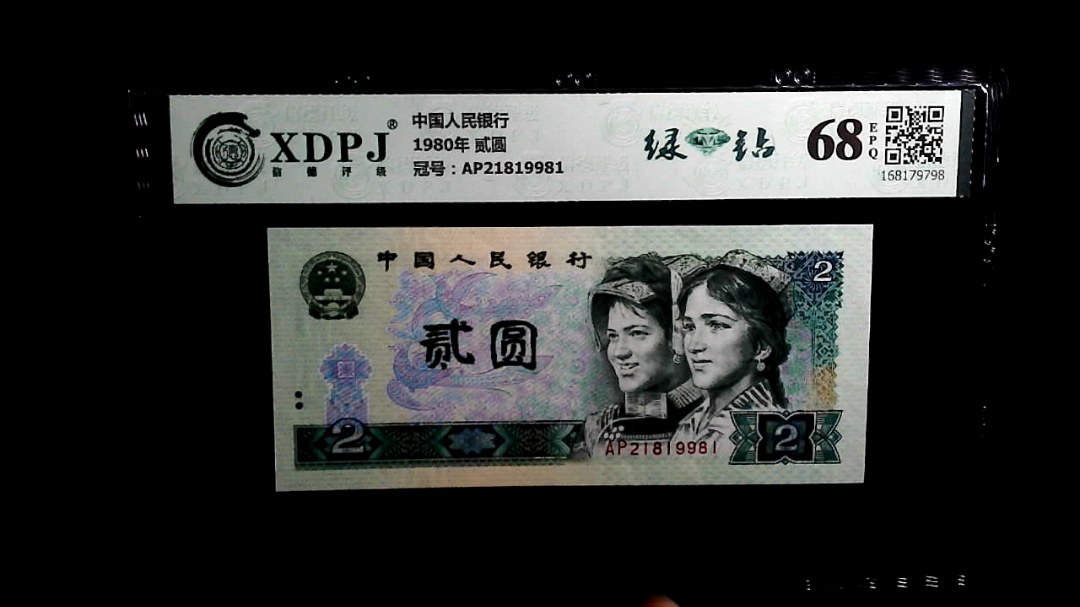 XDPJ®
信德评级
中国人民银行
1980年 贰圆
冠号：AP21819981
绿钻
68
EPQ
168179798
中国人民银行
2
贰圆
2
AP21819981
2